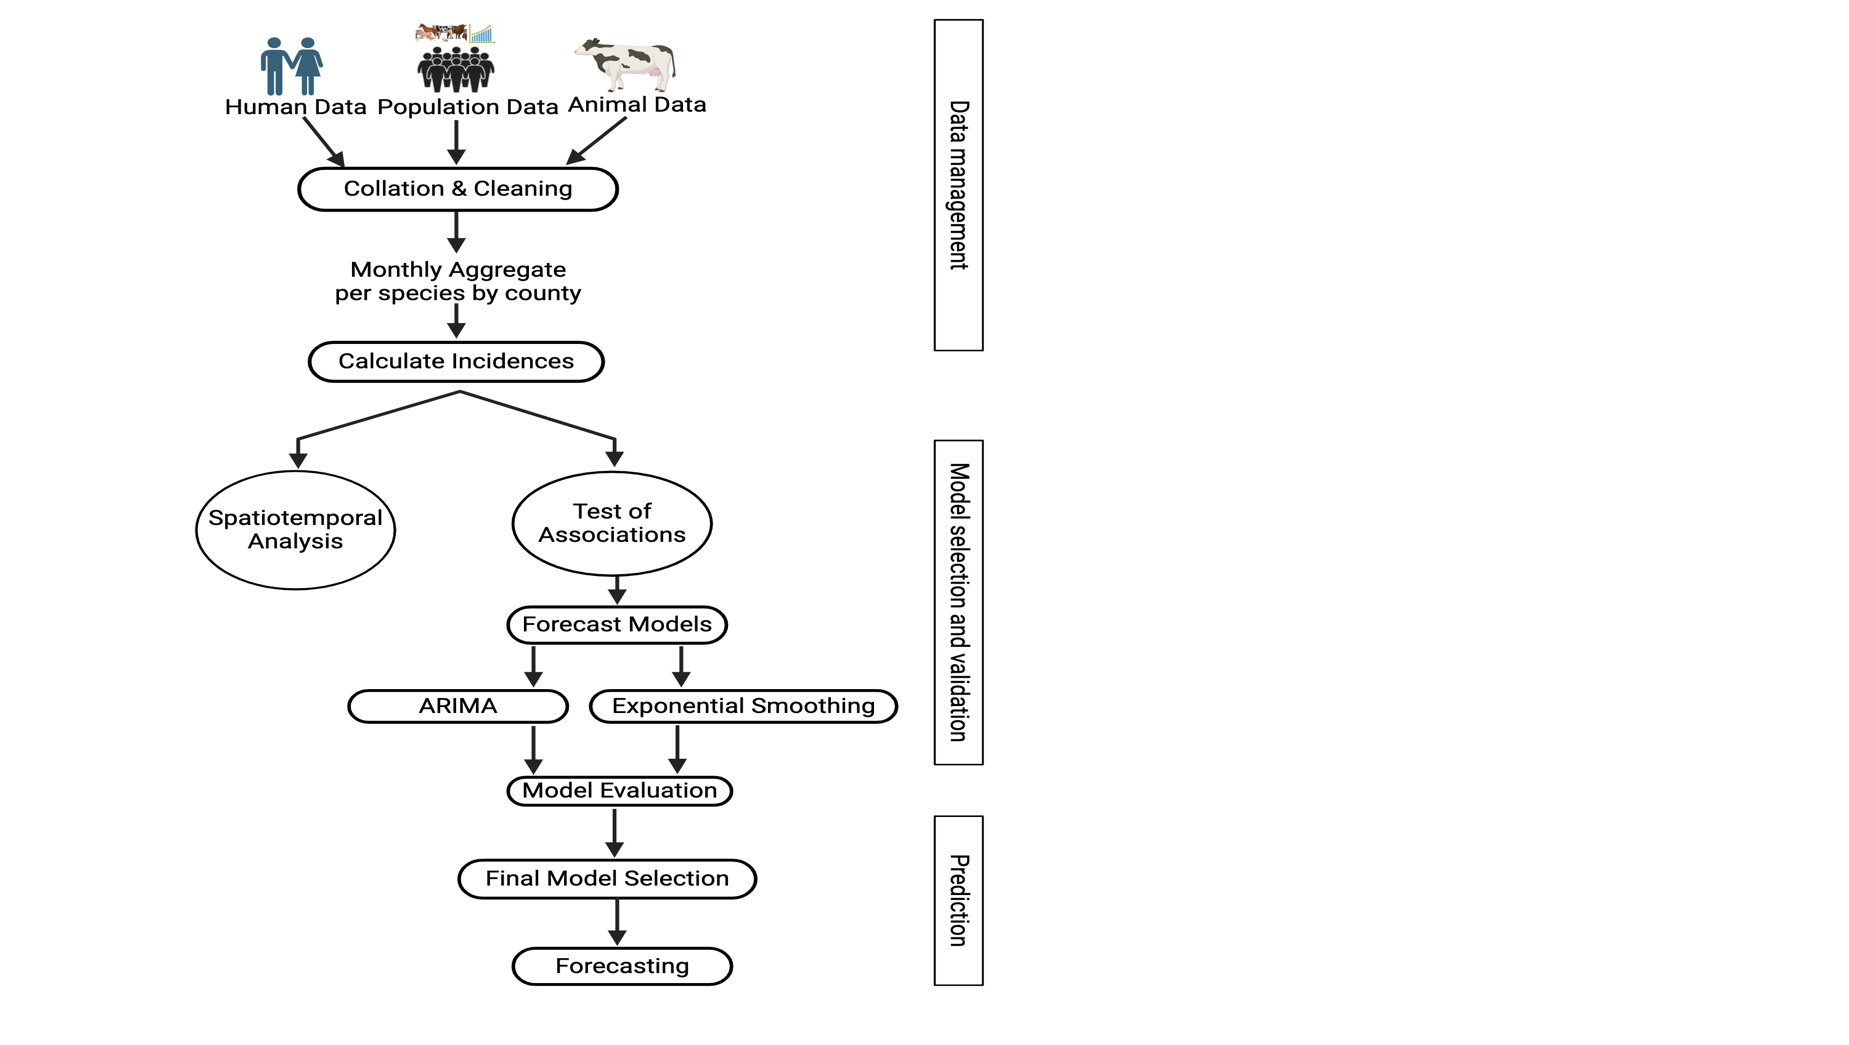 Human Data
Population Data
Animal Data
Collation & Cleaning
Monthly Aggregate
per species by county
Calculate Incidences
Spatiotemporal
Analysis
Test of
Associations
Forecast Models
ARIMA
Exponential Smoothing
Model Evaluation
Final Model Selection
Forecasting
Data management
Model selection and validation
Prediction